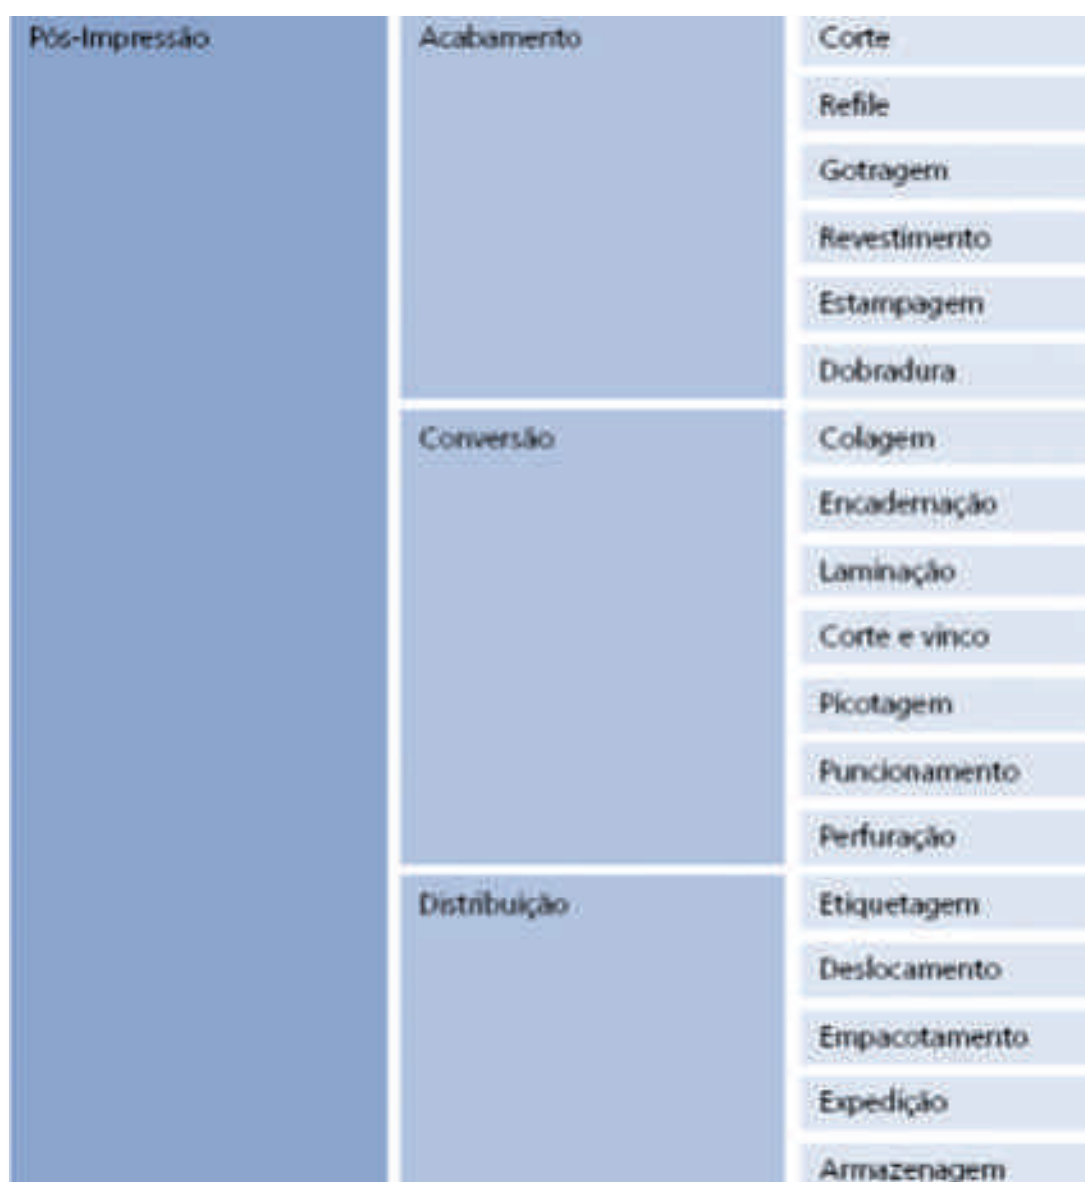 Pós-Impressão
Acabamento
Corte
Refile
Gotragem
Revestimento
Estampagem
Dobradura
Conversão
Colagem
Encadernação
Laminação
Corte e vinco
Picotagem
Puncionamento
Perfuração
Distribuição
Etiquetagem
Deslocamento
Empacotamento
Expedição
Armazenagem